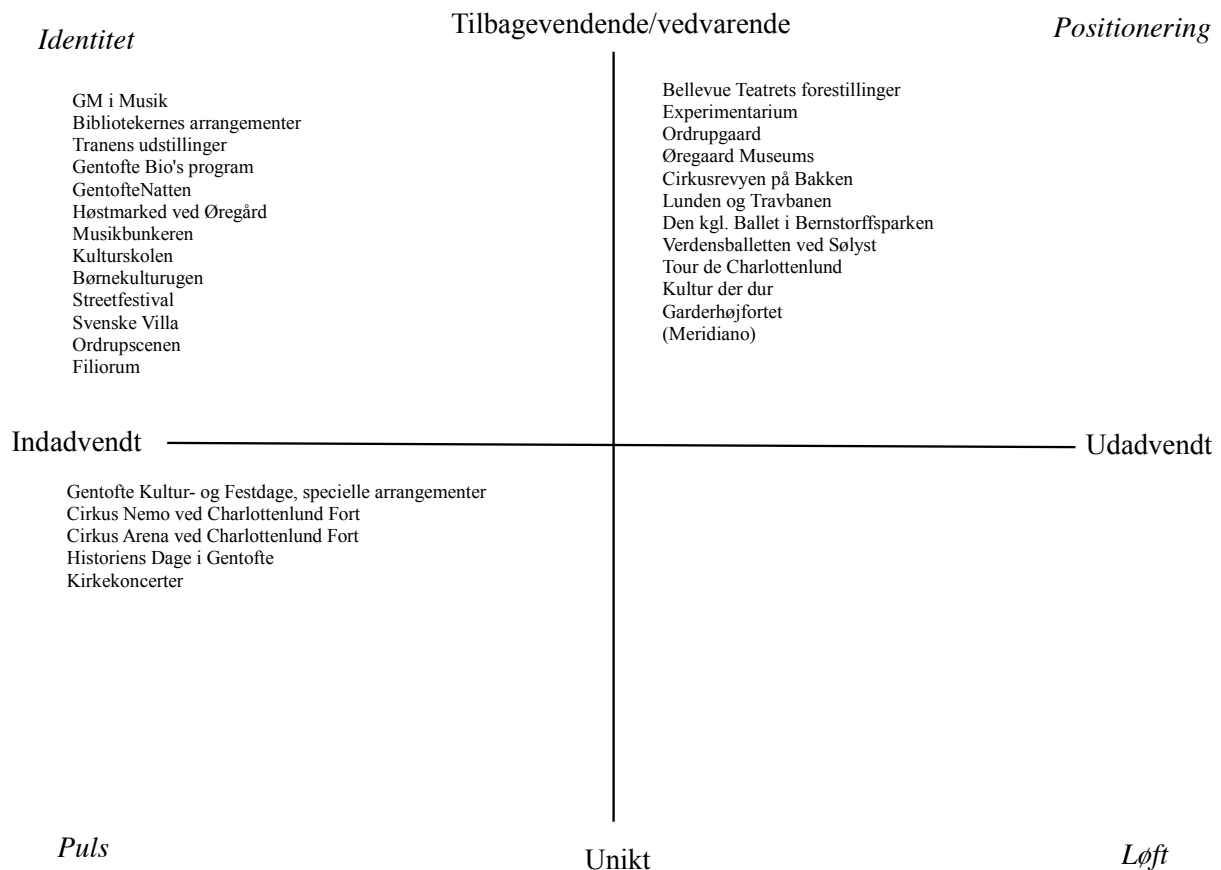 Identitet
Tilbagevendende/vedvarende
Positionering
GM i Musik
Bibliotekernes arrangementer
Tranens udstillinger
Gentofte Bio's program
GentofteNatten
Høstmarked ved Øregård
Musikbunkeren
Kulturskolen
Børnekulturugen
Streetfestival
Svenske Villa
Ordrupscenen
Filiorum
Bellevue Teatrets forestillinger
Experimentarium
Ordrupgaard
Øregaard Museums
Cirkusrevyen på Bakken
Lunden og Travbanen
Den kgl. Ballet i Bernstorffsparken
Verdensballetten ved Sølyst
Tour de Charlottenlund
Kultur der dur
Garderhøjfortet
(Meridiano)
Indadvendt
Udadvendt
Gentofte Kultur- og Festdage, specielle arrangementer
Cirkus Nemo ved Charlottenlund Fort
Cirkus Arena ved Charlottenlund Fort
Historiens Dage i Gentofte
Kirkekoncerter
Puls
Unikt
Løft